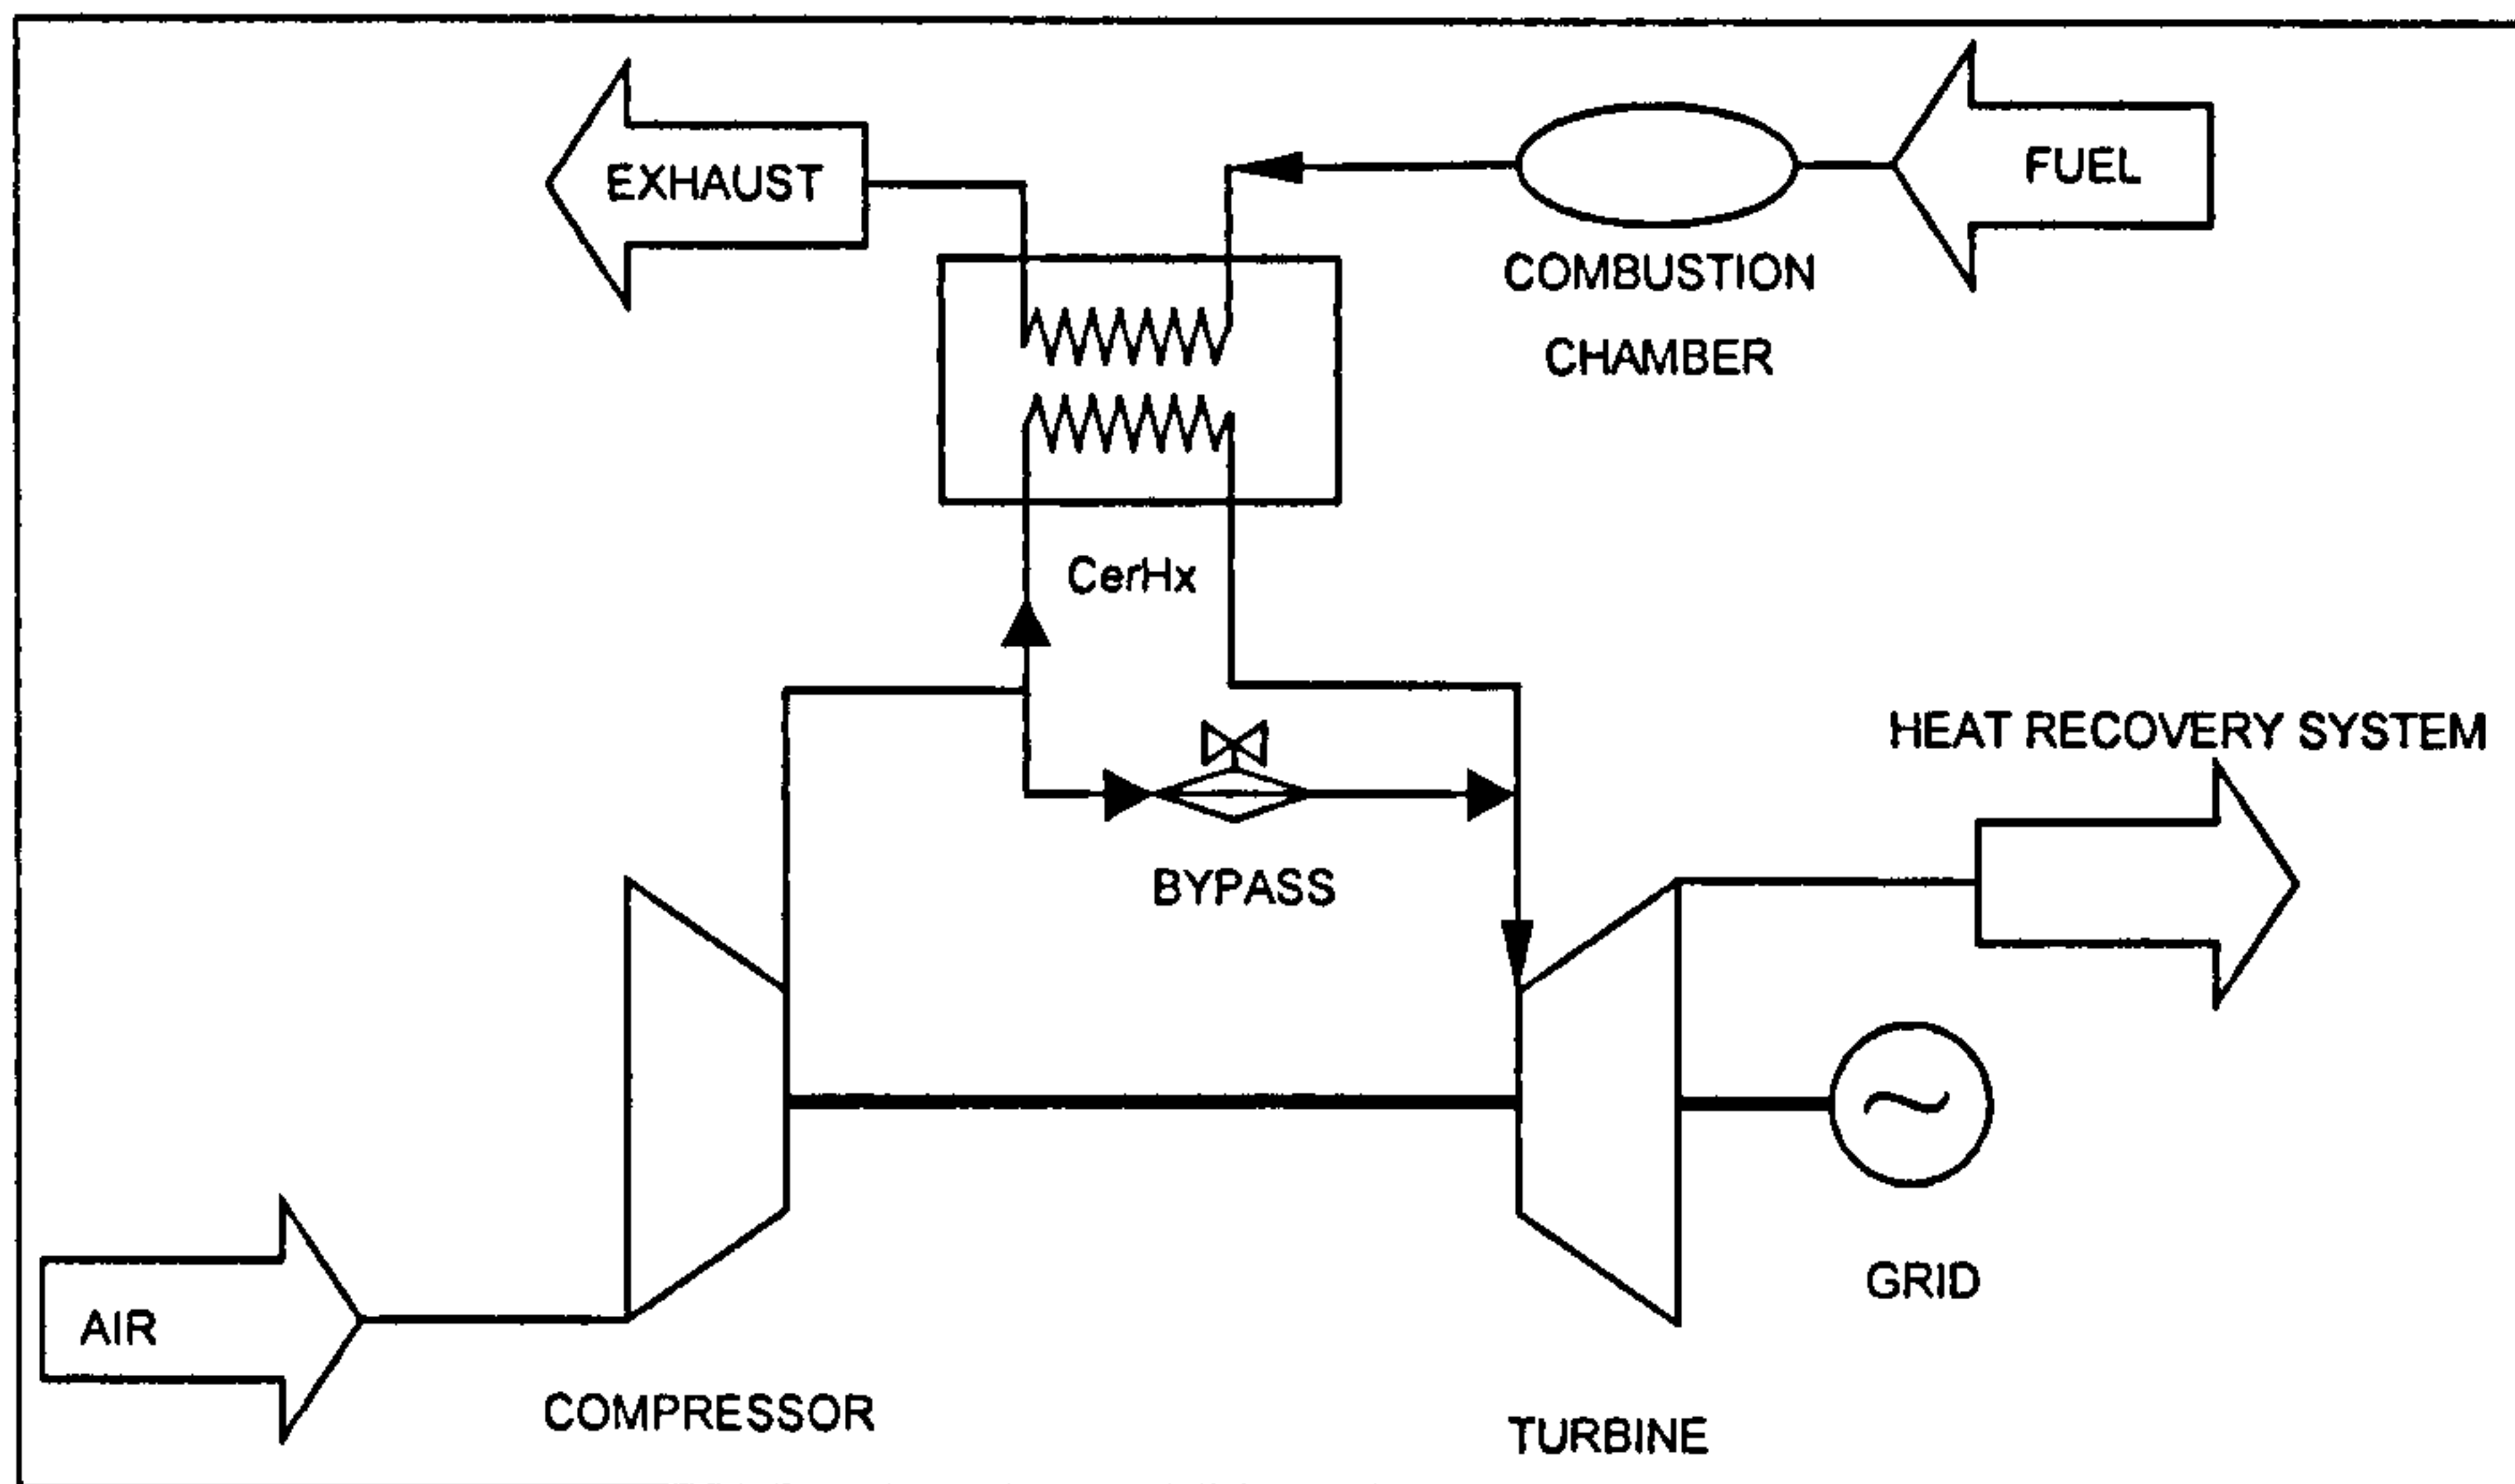 EXHAUST
FUEL
COMBUSTION
CHAMBER
CerHx
HEAT RECOVERY SYSTEM
BYPASS
GRID
AIR
COMPRESSOR
TURBINE